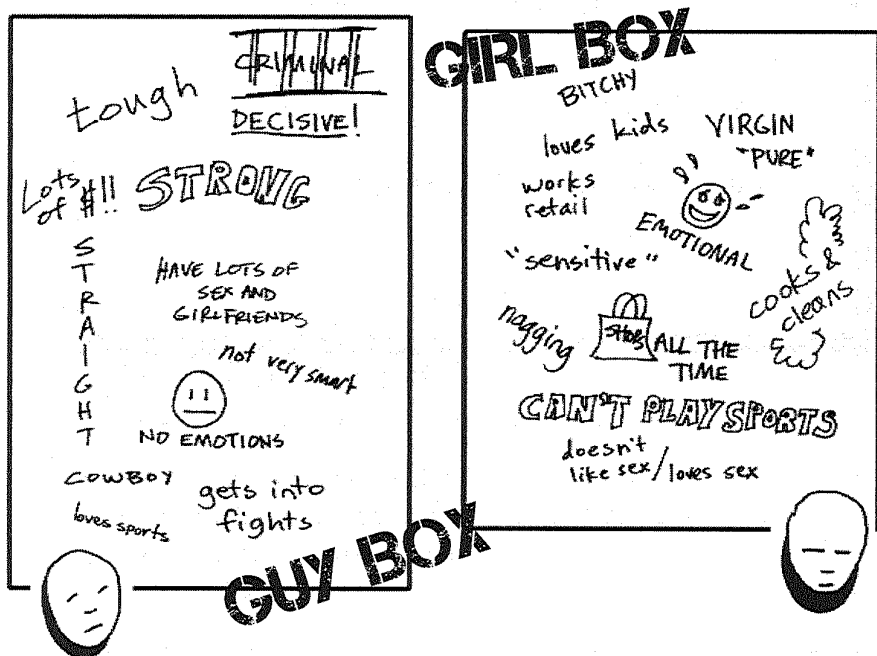 tough
CRIMINAL
DECISIVE!
Lots
of $!!
STRONG
STRAIGHT
HAVE LOTS OF
SEX AND
GIRLFRIENDS
not very smart
NO EMOTIONS
COWBOY
loves sports
gets into
fights
GUY BOX
GIRL BOX
BITCHY
loves kids
VIRGIN
"PURE"
works
retail
EMOTIONAL
"sensitive"
cooks &
cleans
nagging
SHOPS
ALL THE
TIME
CAN'T PLAY SPORTS
doesn't
like sex/loves sex